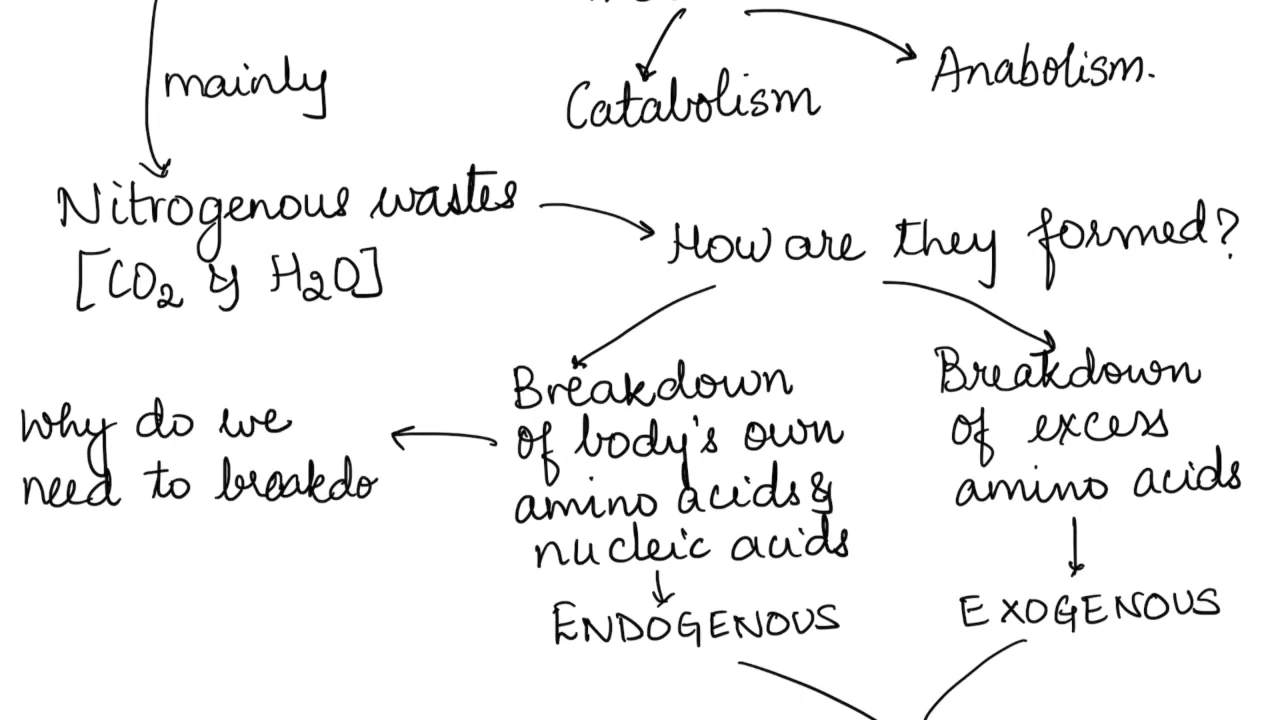 mainly
Catabolism
Anabolism.
Nitrogenous wastes
[CO₂ & H₂O]
How are they formed?
Breakdown
of body's own
amino acids &
nucleic acids
ENDOGENOUS
Breakdown
of excess
amino acids
EXOGENOUS
Why do we
need to breakdo